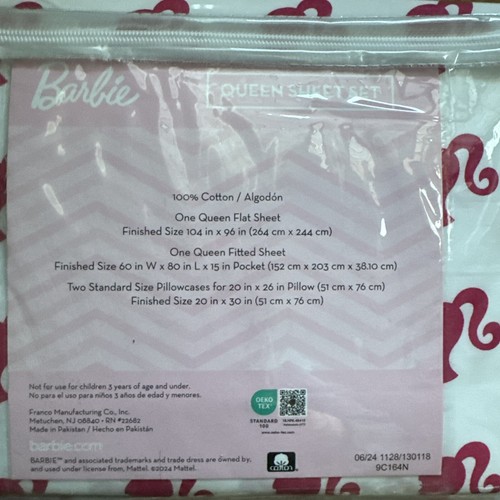 Barbie
QUEEN SHEET SET
100% Cotton / Algodón
One Queen Flat Sheet
Finished Size 104 in x 96 in (264 cm x 244 cm)
One Queen Fitted Sheet
Finished Size 60 in W x 80 in L x 15 in Pocket (152 cm x 203 cm x 38.10 cm)
Two Standard Size Pillowcases for 20 in x 26 in Pillow (51 cm x 76 cm)
Finished Size 20 in x 30 in (51 cm x 76 cm)
Not for use for children 3 years of age and under.
No para el uso para niños 3 años de edad y menores.
Franco Manufacturing Co., Inc.
Metuchen, NJ 08840 • RN #22682
Made in Pakistan / Hecho en Pakistán
barbie.com
BARBIE™ and associated trademarks and trade dress are owned by,
and used under license from, Mattel. ©2024 Mattel.
OEKO
TEX®
STANDARD
100
COTTON
06/24 1128/130118
9C164N